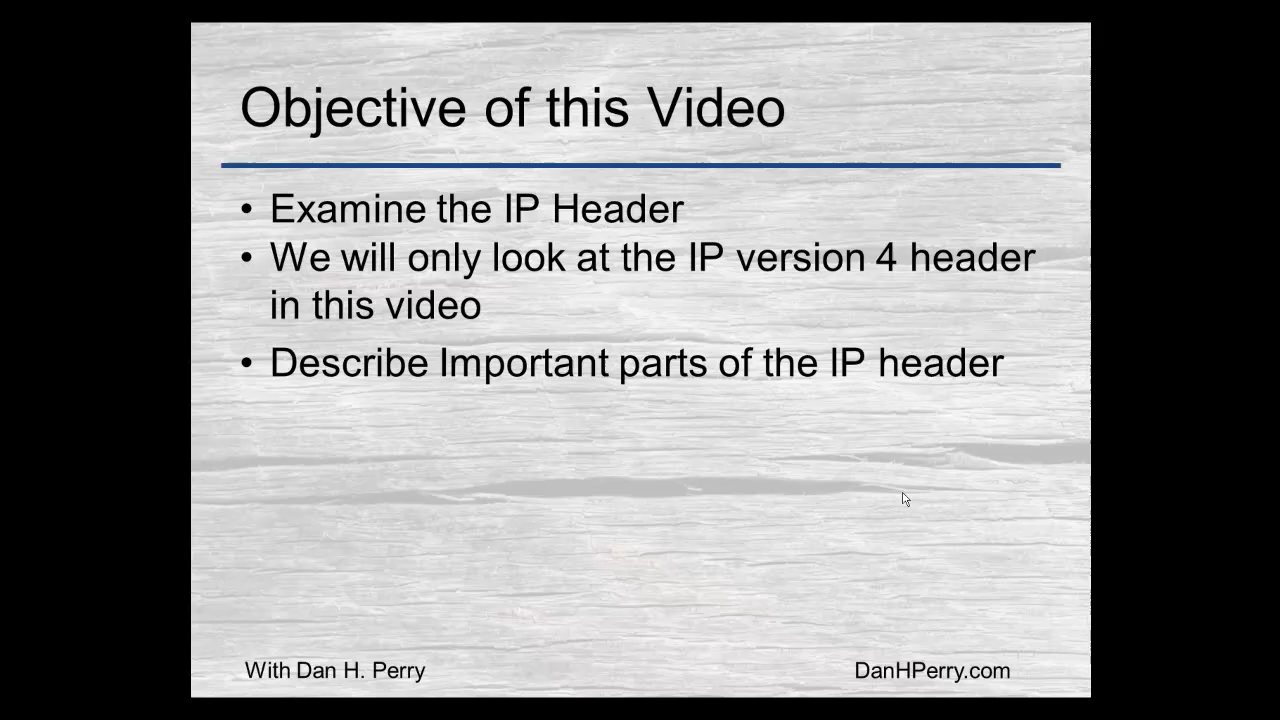 Objective of this Video
• Examine the IP Header
• We will only look at the IP version 4 header
in this video
• Describe Important parts of the IP header
With Dan H. Perry
DanHPerry.com